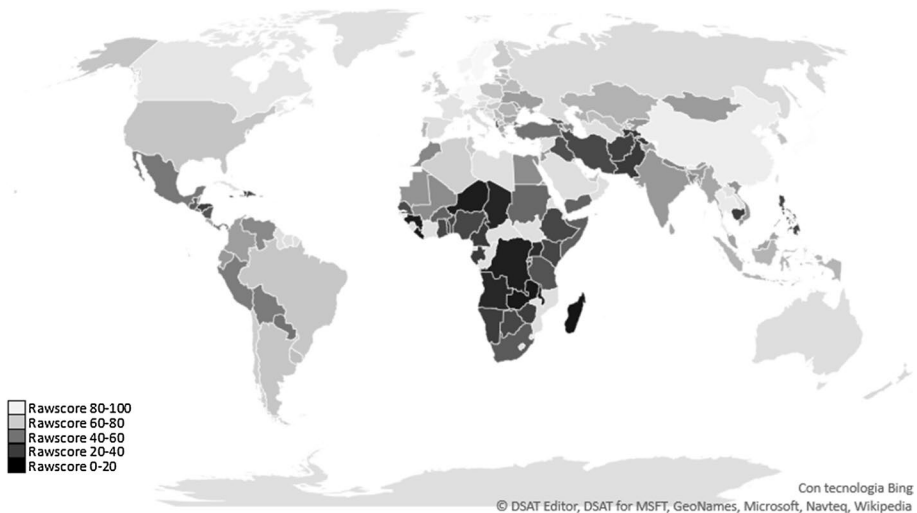 Rawscore 80-100
Rawscore 60-80
Rawscore 40-60
Rawscore 20-40
Rawscore 0-20
Con tecnologia Bing
© DSAT Editor, DSAT for MSFT, GeoNames, Microsoft, Navteq, Wikipedia